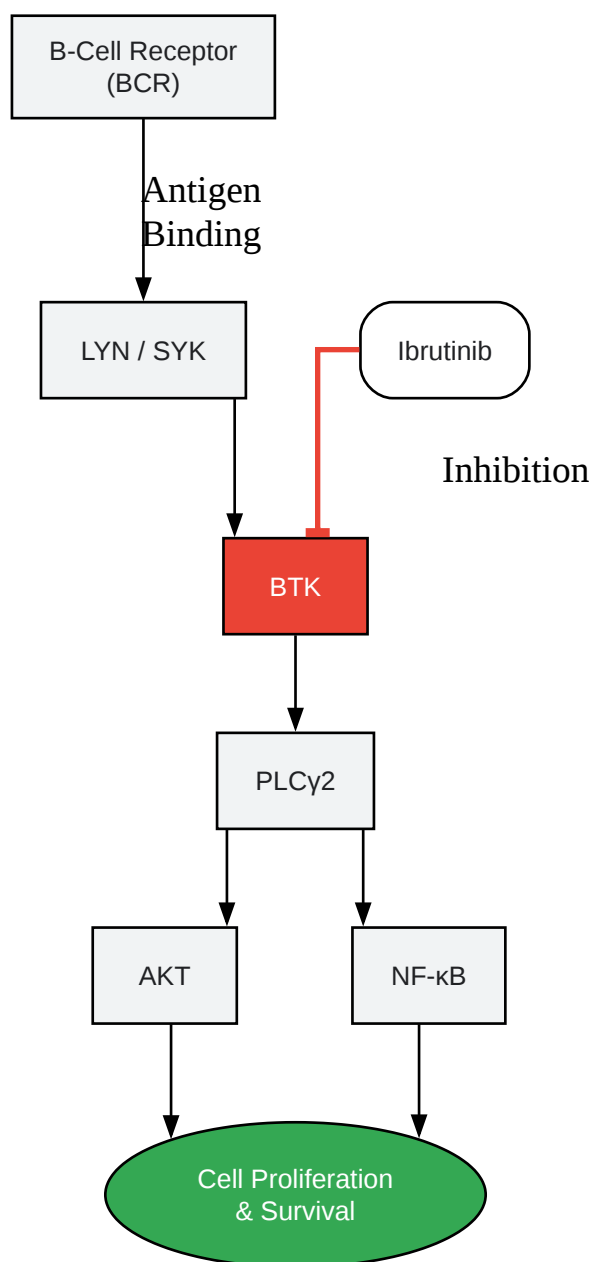 B-Cell Receptor
(BCR)
Antigen
Binding
LYN / SYK
Ibrutinib
Inhibition
BTK
PLCγ2
AKT
NF-κB
Cell Proliferation
& Survival